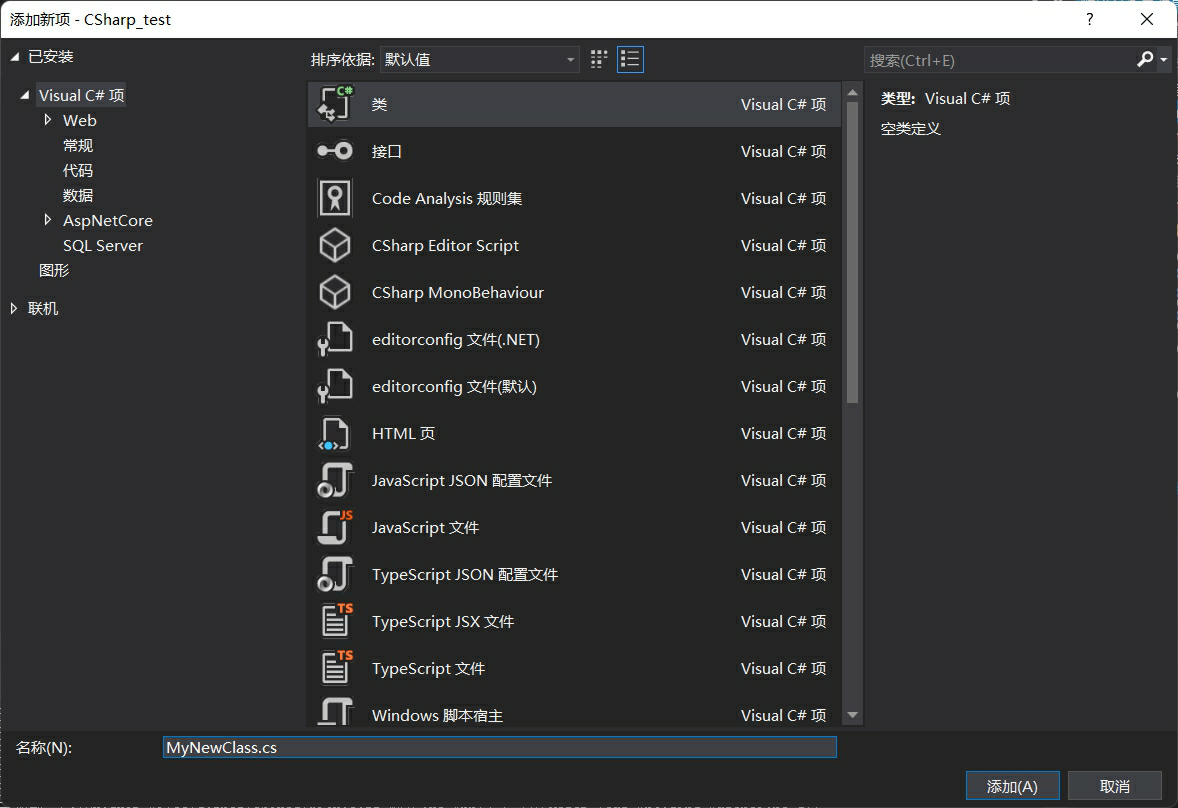 添加新项 - CSharp_test
?
已安装
Visual C# 项
Web
常规
代码
数据
AspNetCore
SQL Server
图形
联机
排序依据: 默认值
搜索(Ctrl+E)
C# 类 Visual C# 项
接口 Visual C# 项
Code Analysis 规则集 Visual C# 项
CSharp Editor Script Visual C# 项
CSharp MonoBehaviour Visual C# 项
editorconfig 文件(.NET) Visual C# 项
editorconfig 文件(默认) Visual C# 项
HTML 页 Visual C# 项
JavaScript JSON 配置文件 Visual C# 项
JS JavaScript 文件 Visual C# 项
TypeScript JSON 配置文件 Visual C# 项
TS TypeScript JSX 文件 Visual C# 项
TS TypeScript 文件 Visual C# 项
Windows 脚本宿主 Visual C# 项
类型: Visual C# 项
空类定义
名称(N): MyNewClass.cs
添加(A) 取消